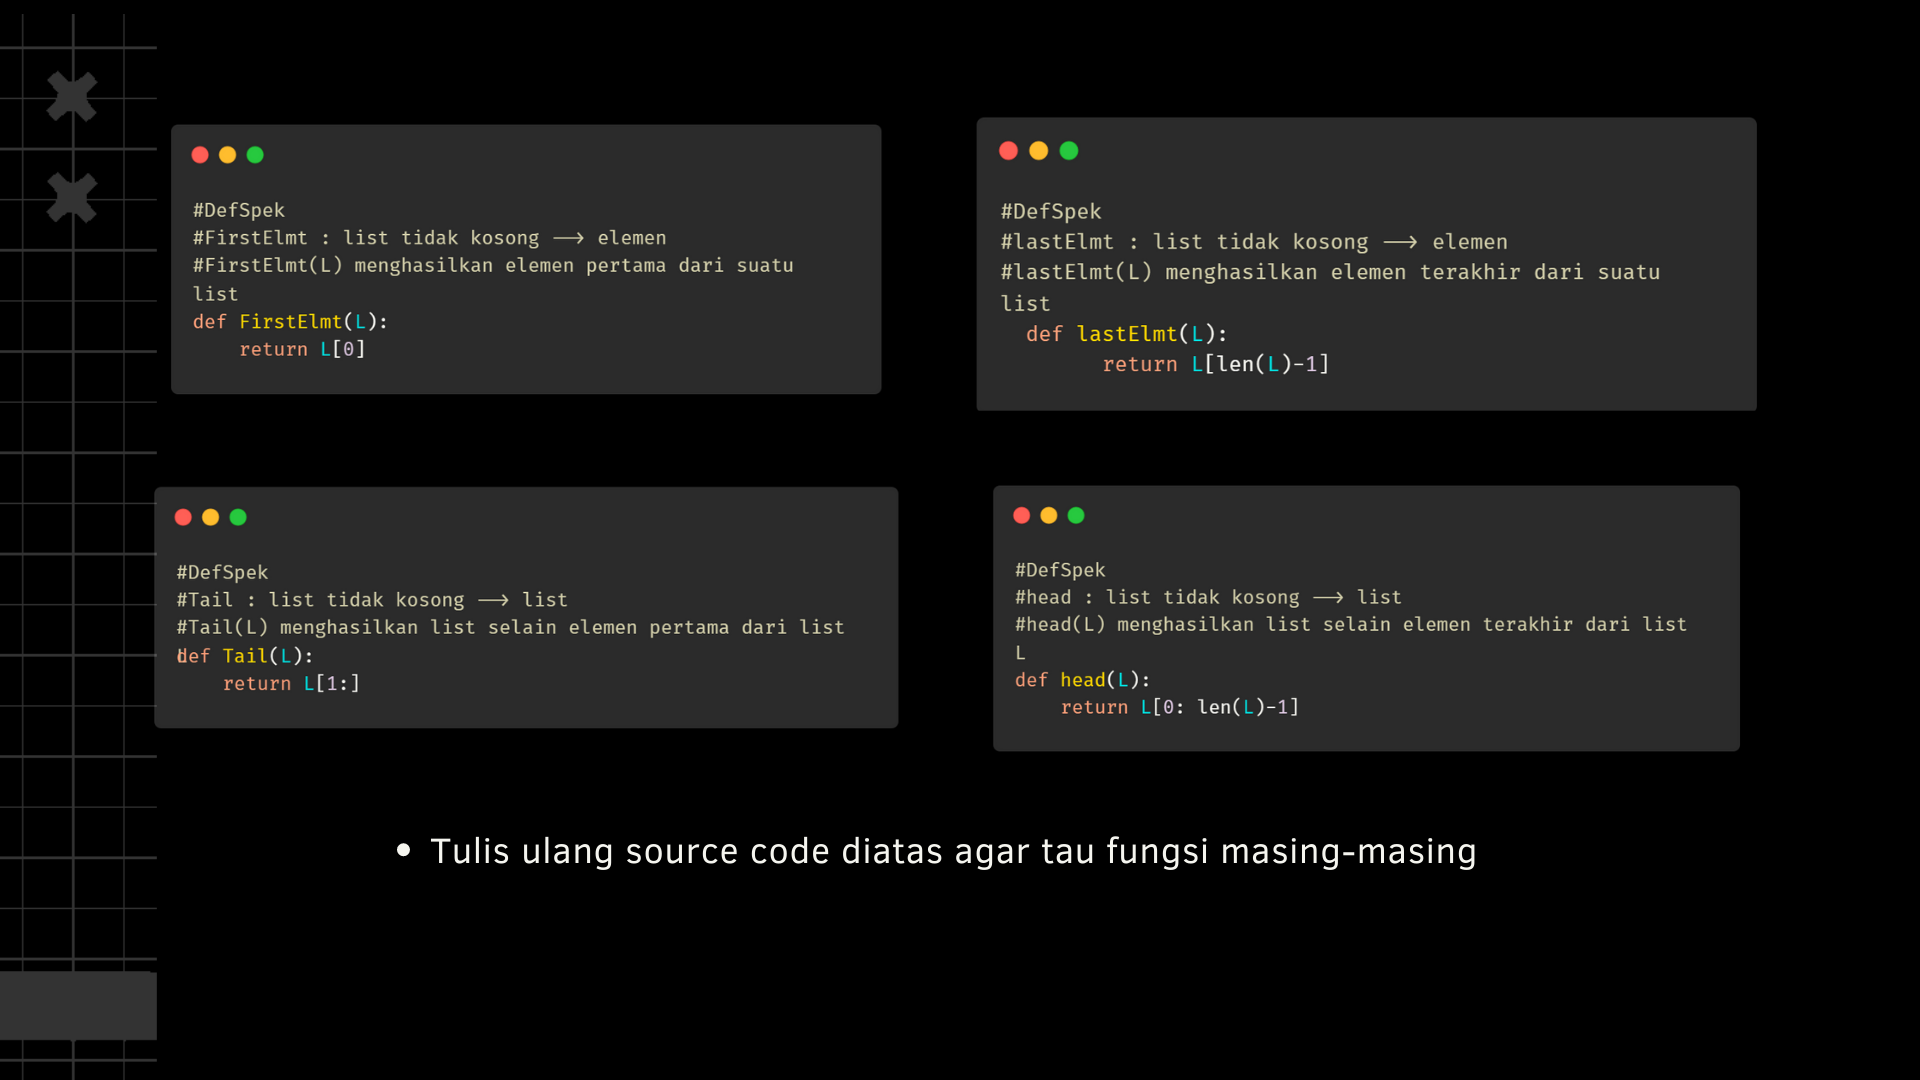 #DefSpek
#FirstElmt : list tidak kosong --> elemen
#FirstElmt(L) menghasilkan elemen pertama dari suatu
list
def FirstElmt(L):
    return L[0]
#DefSpek
#lastElmt : list tidak kosong --> elemen
#lastElmt(L) menghasilkan elemen terakhir dari suatu
list
  def lastElmt(L):
        return L[len(L)-1]
#DefSpek
#Tail : list tidak kosong --> list
#Tail(L) menghasilkan list selain elemen pertama dari list
L
def Tail(L):
    return L[1:]
#DefSpek
#head : list tidak kosong --> list
#head(L) menghasilkan list selain elemen terakhir dari list
L
def head(L):
    return L[0: len(L)-1]
• Tulis ulang source code diatas agar tau fungsi masing-masing